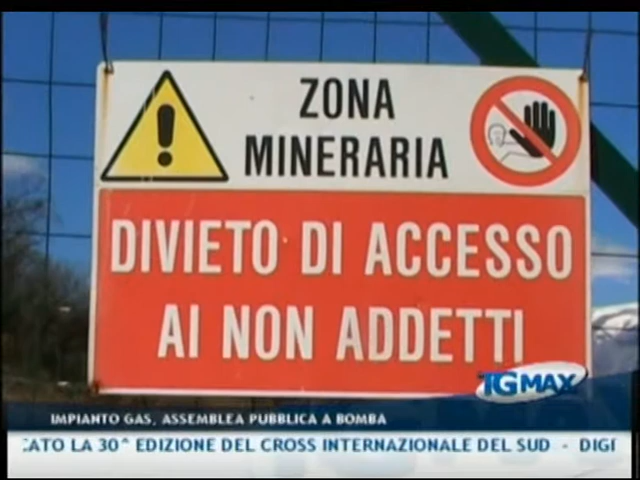 ZONA
MINERARIA
DIVIETO DI ACCESSO
AI NON ADDETTI
TGMAX
IMPIANTO GAS, ASSEMBLEA PUBBLICA A BOMBA
LA 30^ EDIZIONE DEL CROSS INTERNAZIONALE DEL SUD -